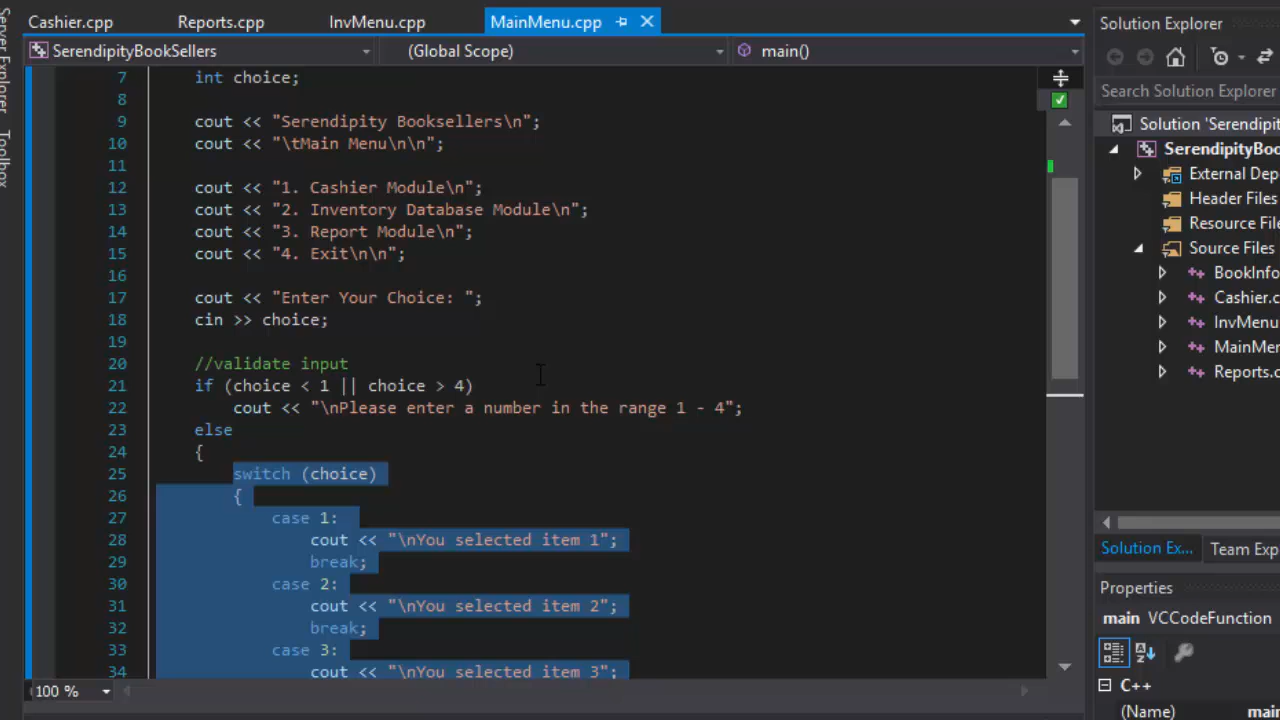 Server Explorer
Toolbox
Cashier.cpp
Reports.cpp
InvMenu.cpp
MainMenu.cpp
SerendipityBookSellers
(Global Scope)
main()
7 int choice;
8
9 cout << "Serendipity Booksellers\n";
10 cout << "\tMain Menu\n\n";
11
12 cout << "1. Cashier Module\n";
13 cout << "2. Inventory Database Module\n";
14 cout << "3. Report Module\n";
15 cout << "4. Exit\n\n";
16
17 cout << "Enter Your Choice: ";
18 cin >> choice;
19
20 //validate input
21 if (choice < 1 || choice > 4)
22 cout << "\nPlease enter a number in the range 1 - 4";
23 else
24 {
25 switch (choice)
26 {
27 case 1:
28 cout << "\nYou selected item 1";
29 break;
30 case 2:
31 cout << "\nYou selected item 2";
32 break;
33 case 3:
34 cout << "\nYou selected item 3";
100 %
Solution Explorer
Search Solution Explorer
Solution 'Serendipit
SerendipityBoo
External Dep
Header Files
Resource File
Source Files
BookInfo
Cashier.c
InvMenu
MainMen
Reports.c
Solution Ex...
Team Exp
Properties
main VCCodeFunction
C++
(Name)
main